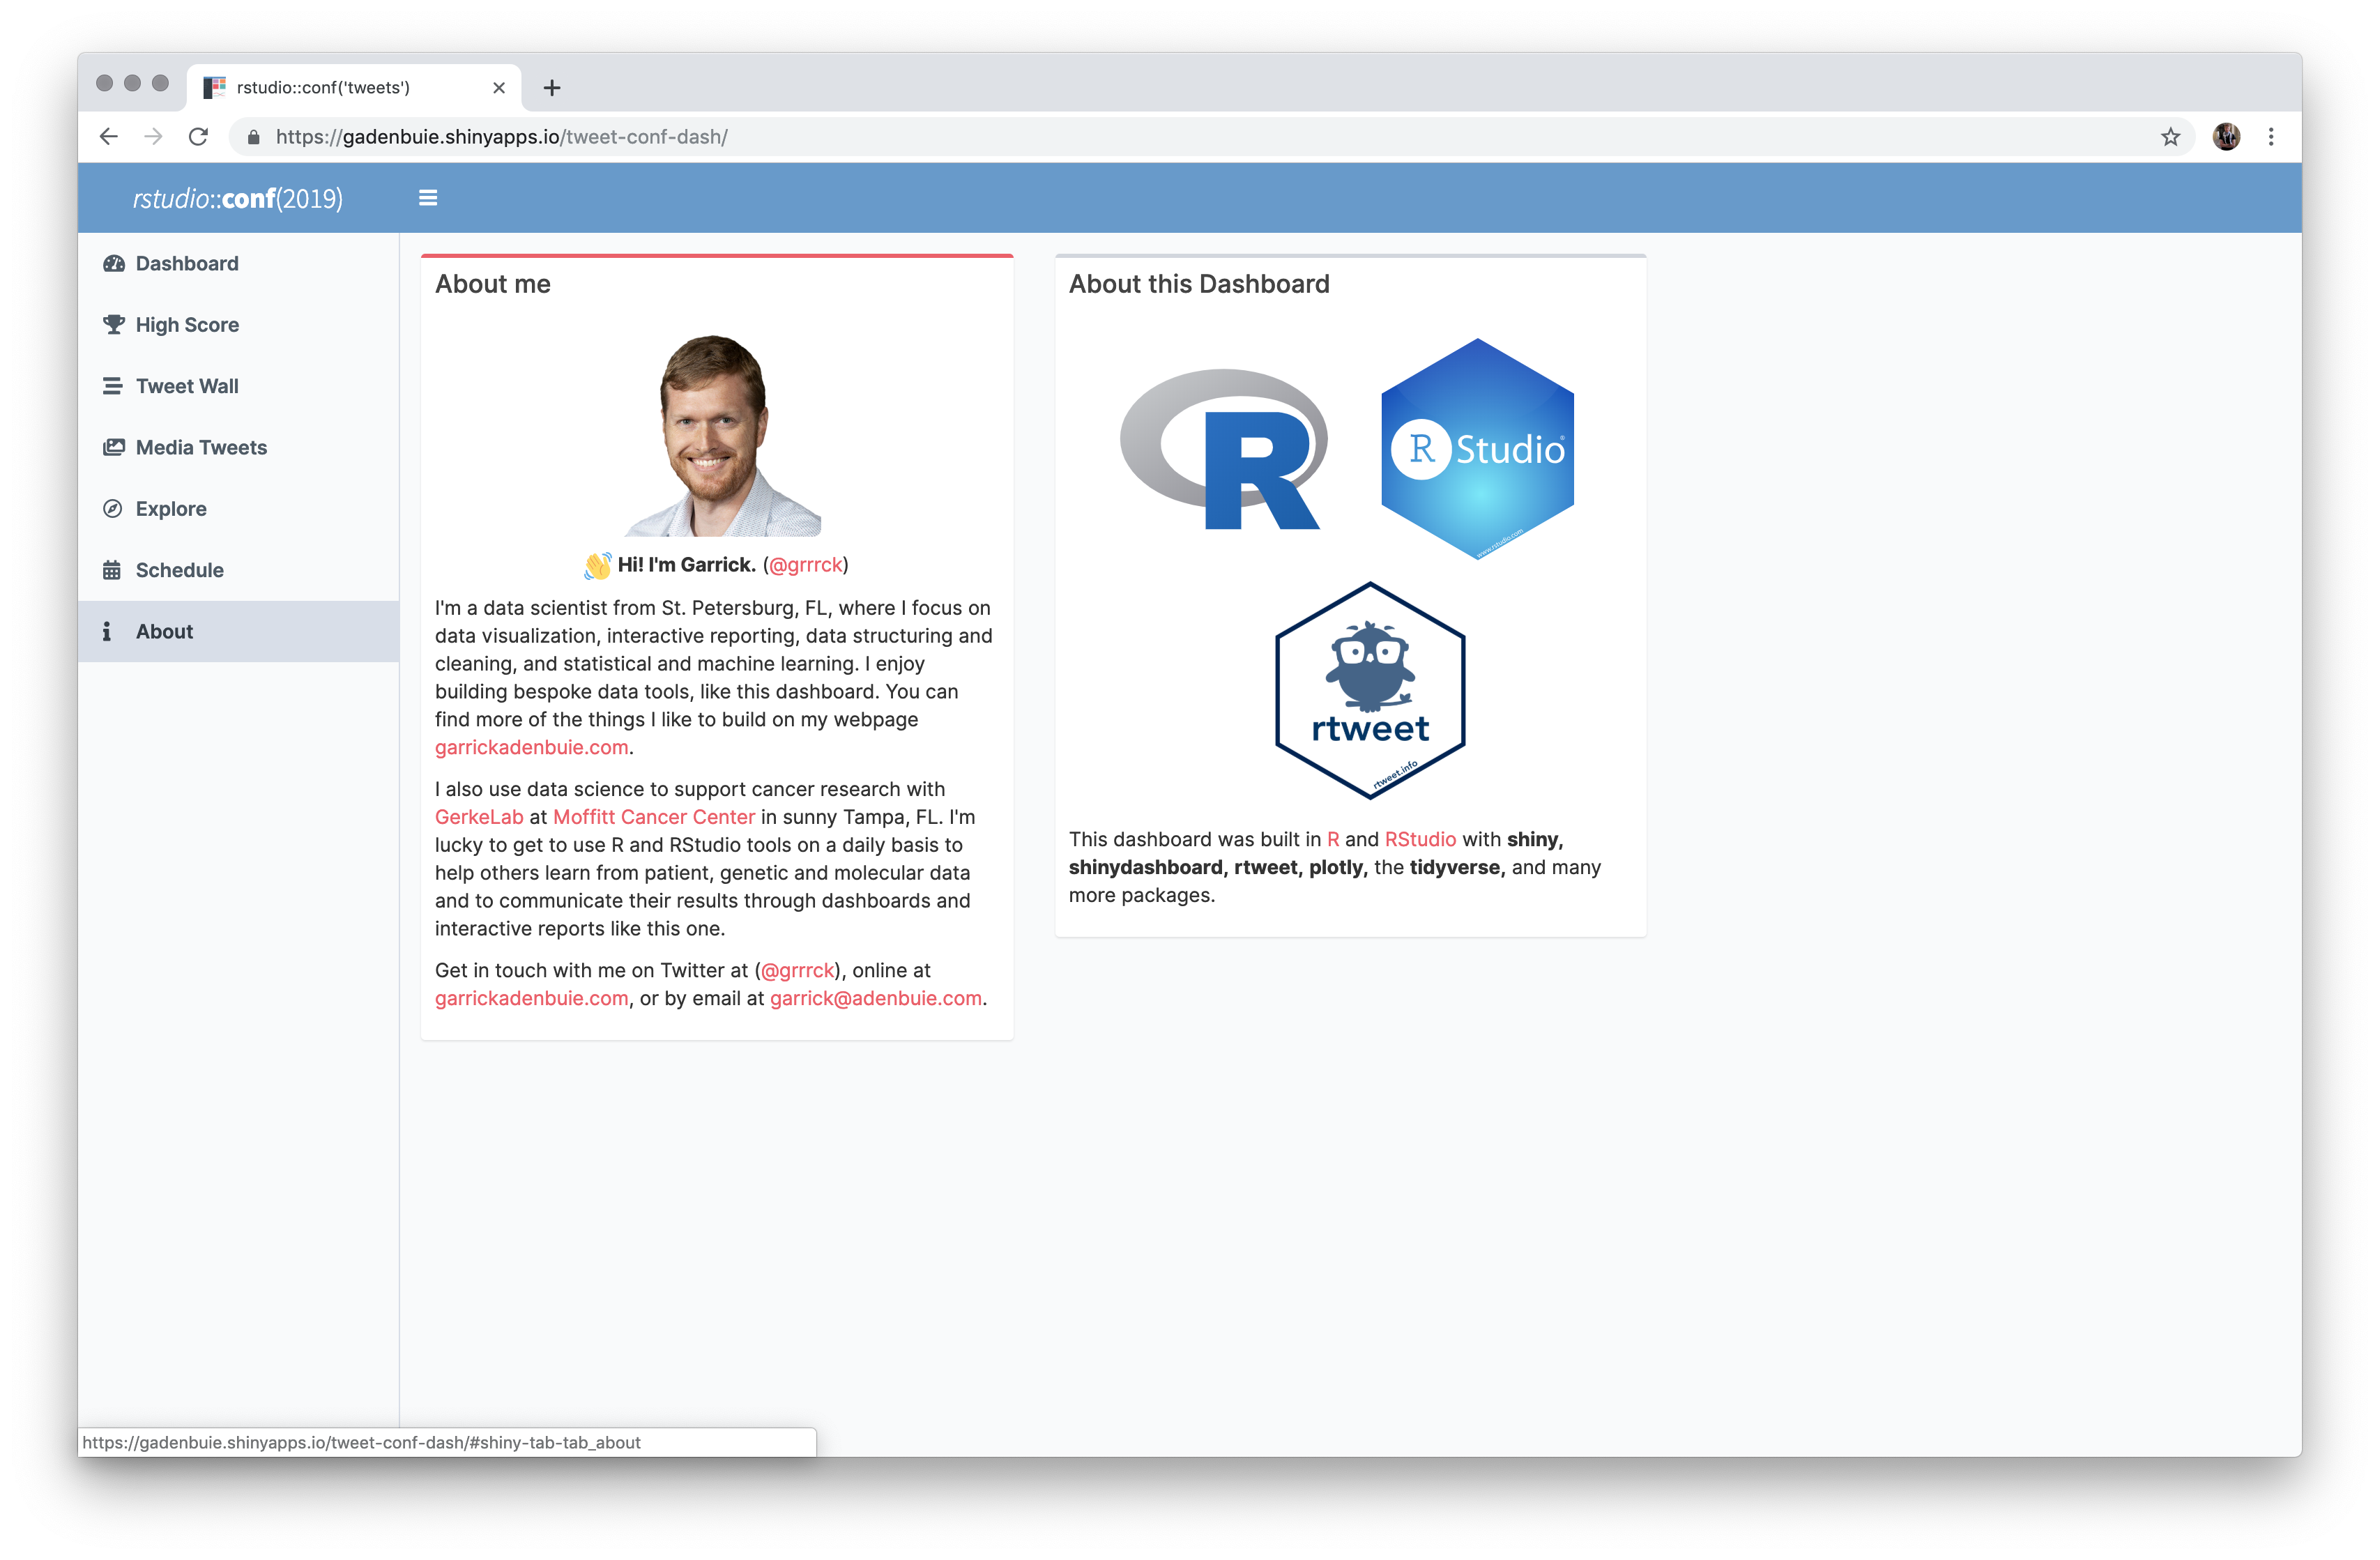 rstudio::conf('tweets')
https://gadenbuie.shinyapps.io/tweet-conf-dash/
rstudio::conf(2019)
Dashboard
High Score
Tweet Wall
Media Tweets
Explore
Schedule
About
About me
Hi! I'm Garrick. (@grrrck)
I'm a data scientist from St. Petersburg, FL, where I focus on
data visualization, interactive reporting, data structuring and
cleaning, and statistical and machine learning. I enjoy
building bespoke data tools, like this dashboard. You can
find more of the things I like to build on my webpage
garrickadenbuie.com.
I also use data science to support cancer research with
GerkeLab at Moffitt Cancer Center in sunny Tampa, FL. I'm
lucky to get to use R and RStudio tools on a daily basis to
help others learn from patient, genetic and molecular data
and to communicate their results through dashboards and
interactive reports like this one.
Get in touch with me on Twitter at (@grrrck), online at
garrickadenbuie.com, or by email at garrick@adenbuie.com.
About this Dashboard
R
R Studio®
www.rstudio.com
rtweet
rtweet.info
This dashboard was built in R and RStudio with shiny,
shinydashboard, rtweet, plotly, the tidyverse, and many
more packages.
https://gadenbuie.shinyapps.io/tweet-conf-dash/#shiny-tab-tab_about